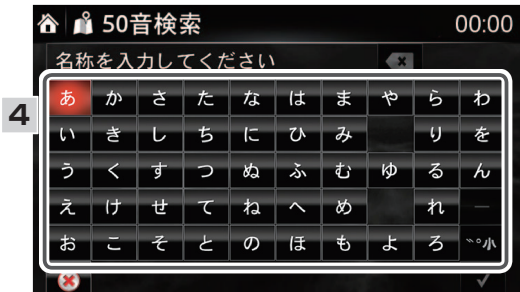 50音検索 00:00
名称を入力してください
4
あ か さ た な は ま や ら わ
い き し ち に ひ み り を
う く す つ ぬ ふ む ゆ る ん
え け せ て ね へ め れ ー
お こ そ と の ほ も よ ろ ゛゜小